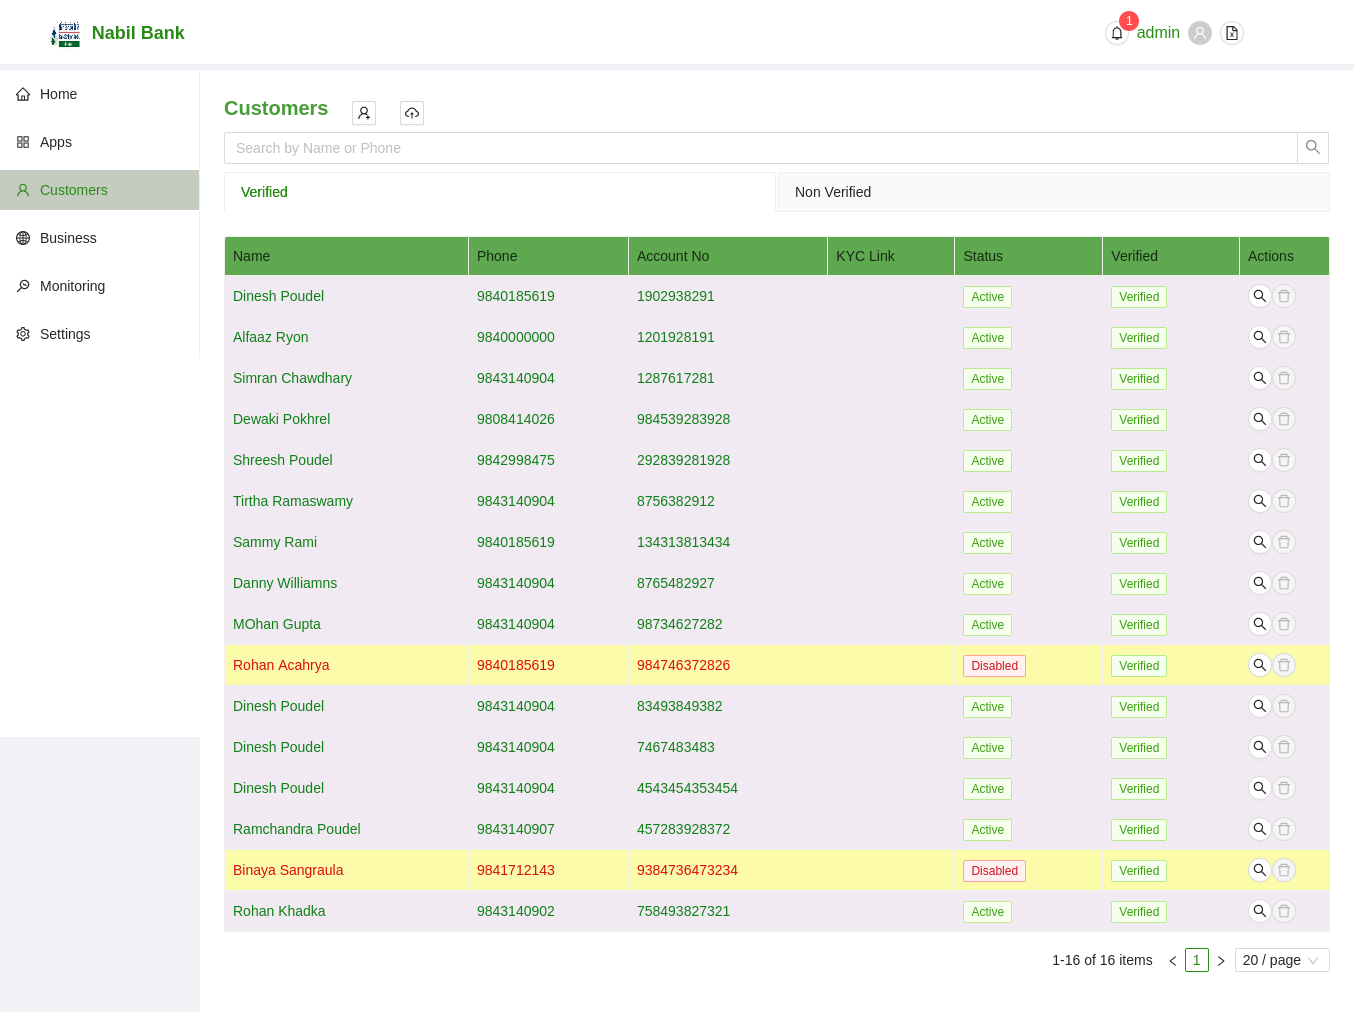 Nabil Bank
1
admin
Home
Apps
Customers
Business
Monitoring
Settings
Customers
Search by Name or Phone
Verified Non Verified
Name Phone Account No KYC Link Status Verified Actions
Dinesh Poudel 9840185619 1902938291 Active Verified
Alfaaz Ryon 9840000000 1201928191 Active Verified
Simran Chawdhary 9843140904 1287617281 Active Verified
Dewaki Pokhrel 9808414026 984539283928 Active Verified
Shreesh Poudel 9842998475 292839281928 Active Verified
Tirtha Ramaswamy 9843140904 8756382912 Active Verified
Sammy Rami 9840185619 134313813434 Active Verified
Danny Williamns 9843140904 8765482927 Active Verified
MOhan Gupta 9843140904 98734627282 Active Verified
Rohan Acahrya 9840185619 984746372826 Disabled Verified
Dinesh Poudel 9843140904 83493849382 Active Verified
Dinesh Poudel 9843140904 7467483483 Active Verified
Dinesh Poudel 9843140904 4543454353454 Active Verified
Ramchandra Poudel 9843140907 457283928372 Active Verified
Binaya Sangraula 9841712143 9384736473234 Disabled Verified
Rohan Khadka 9843140902 758493827321 Active Verified
1-16 of 16 items 1 20 / page